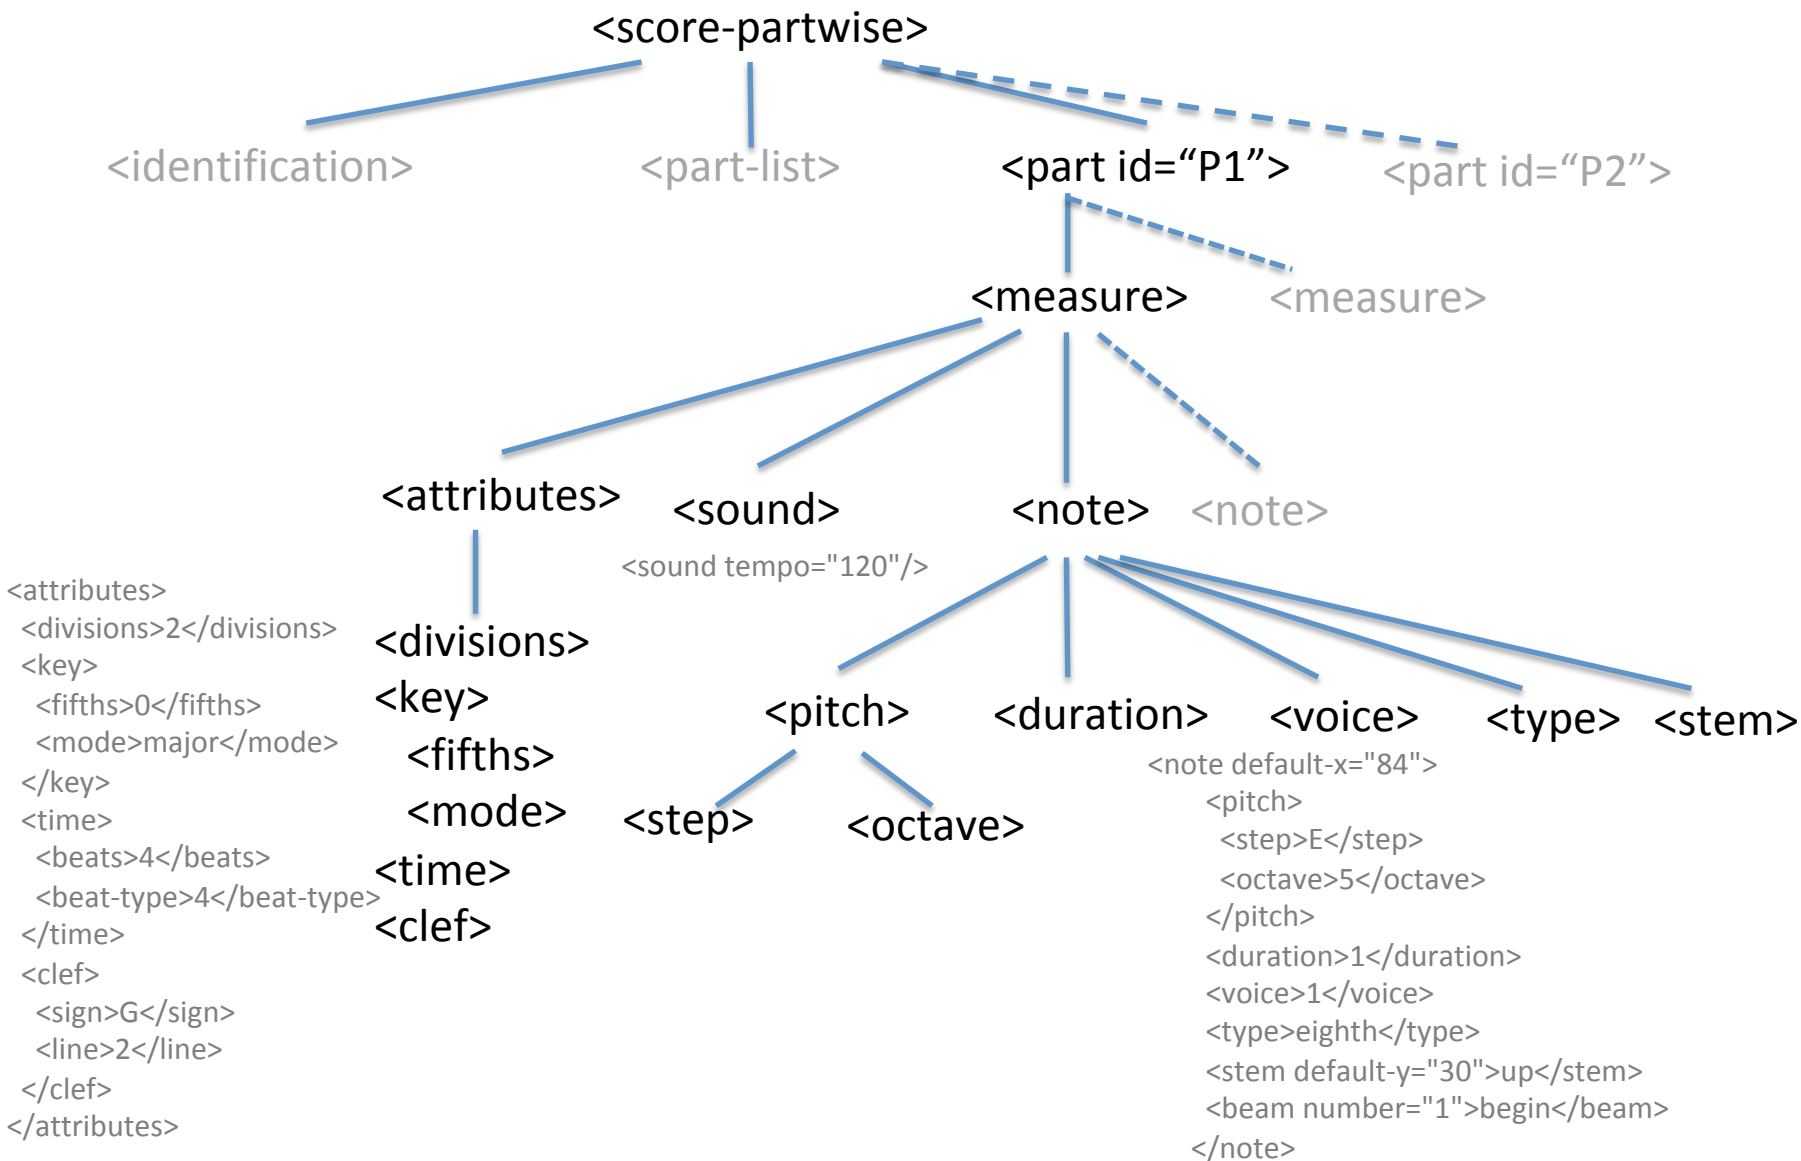 <score-partwise>
<identification>
<part-list>
<part id=“P1”>
<part id=“P2”>
<measure>
<measure>
<attributes>
<sound>
<note>
<note>
<sound tempo="120"/>
<attributes>
<divisions>2</divisions>
<key>
<fifths>0</fifths>
<mode>major</mode>
</key>
<time>
<beats>4</beats>
<beat-type>4</beat-type>
</time>
<clef>
<sign>G</sign>
<line>2</line>
</clef>
</attributes>
<divisions>
<key>
<fifths>
<mode>
<time>
<clef>
<pitch>
<duration>
<voice>
<type>
<stem>
<step>
<octave>
<note default-x="84">
<pitch>
<step>E</step>
<octave>5</octave>
</pitch>
<duration>1</duration>
<voice>1</voice>
<type>eighth</type>
<stem default-y="30">up</stem>
<beam number="1">begin</beam>
</note>